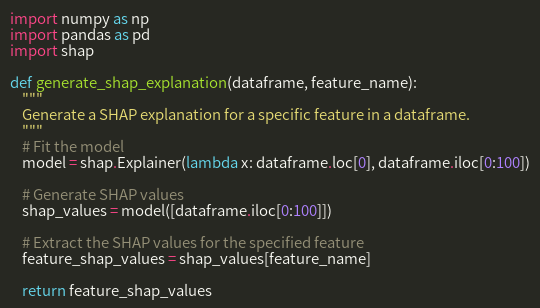 import numpy as np
import pandas as pd
import shap

def generate_shap_explanation(dataframe, feature_name):
    """
    Generate a SHAP explanation for a specific feature in a dataframe.
    """
    # Fit the model
    model = shap.Explainer(lambda x: dataframe.loc[0], dataframe.iloc[0:100])

    # Generate SHAP values
    shap_values = model([dataframe.iloc[0:100]])

    # Extract the SHAP values for the specified feature
    feature_shap_values = shap_values[feature_name]

    return feature_shap_values